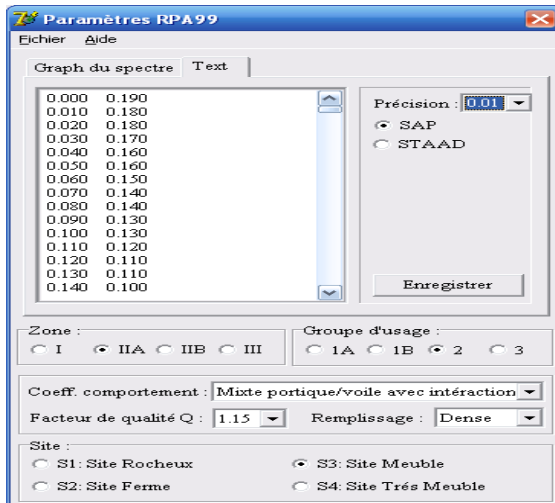 Paramètres RPA99
Fichier Aide
Graph du spectre Text
0.000 0.190
0.010 0.180
0.020 0.180
0.030 0.170
0.040 0.160
0.050 0.160
0.060 0.150
0.070 0.140
0.080 0.140
0.090 0.130
0.100 0.130
0.110 0.120
0.120 0.110
0.130 0.110
0.140 0.100
Précision : 0.01
SAP
STAAD
Enregistrer
Zone :
I IIA IIB III
Groupe d'usage :
1A 1B 2 3
Coeff. comportement : Mixte portique/voile avec intéraction
Facteur de qualité Q : 1.15 Remplissage : Dense
Site :
S1: Site Rocheux S3: Site Meuble
S2: Site Ferme S4: Site Trés Meuble